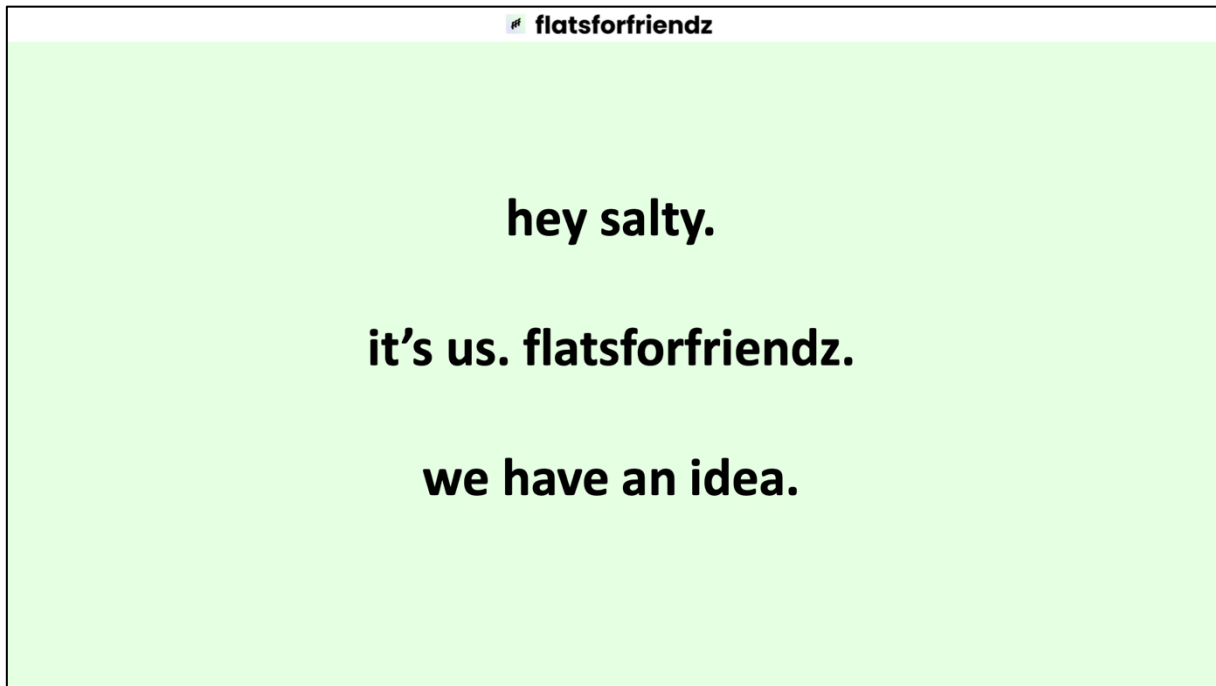 flatsforfriendz
hey salty.
it’s us. flatsforfriendz.
we have an idea.